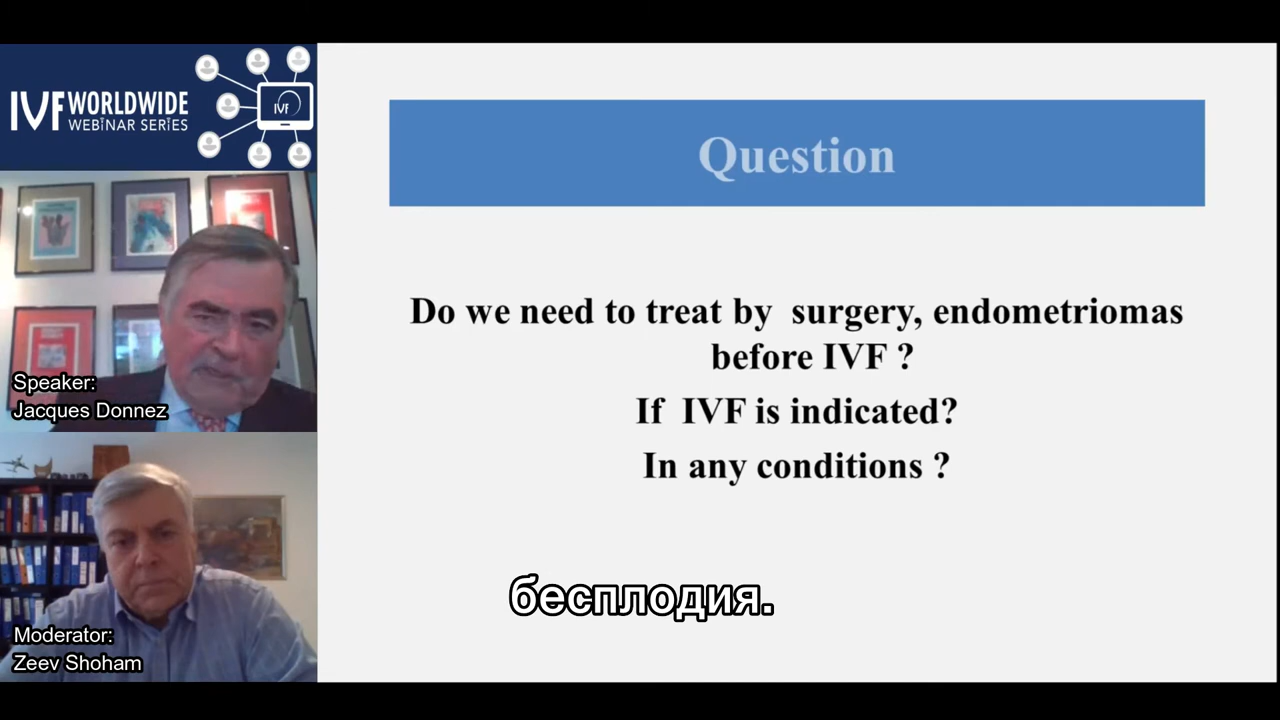 IVF WORLDWIDE
WEBINAR SERIES
IVF
Speaker:
Jacques Donnez
Moderator:
Zeev Shoham
Question
Do we need to treat by surgery, endometriomas
before IVF ?
If IVF is indicated?
In any conditions ?
бесплодия.